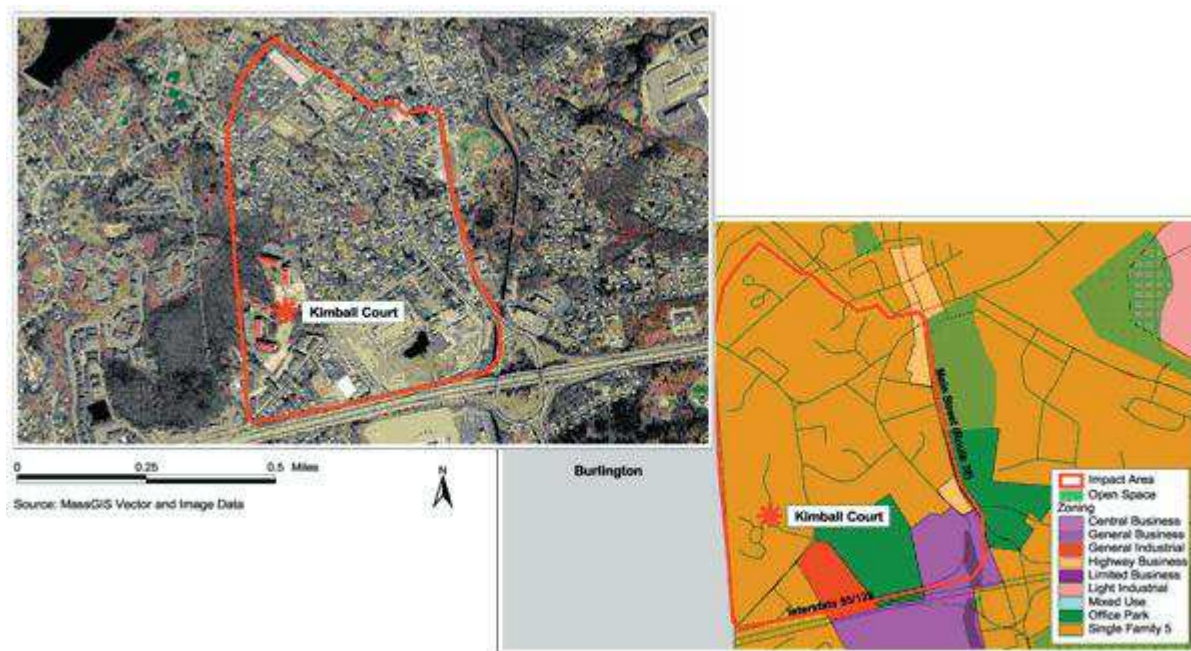 Kimball Court
0 0.25 0.5 Miles
N
Source: MassGIS Vector and Image Data
Burlington
Main Street (Route 38)
Kimball Court
Interstate 95/128
Impact Area
Open Space
Zoning
Central Business
General Business
General Industrial
Highway Business
Limited Business
Light Industrial
Mixed Use
Office Park
Single Family 5